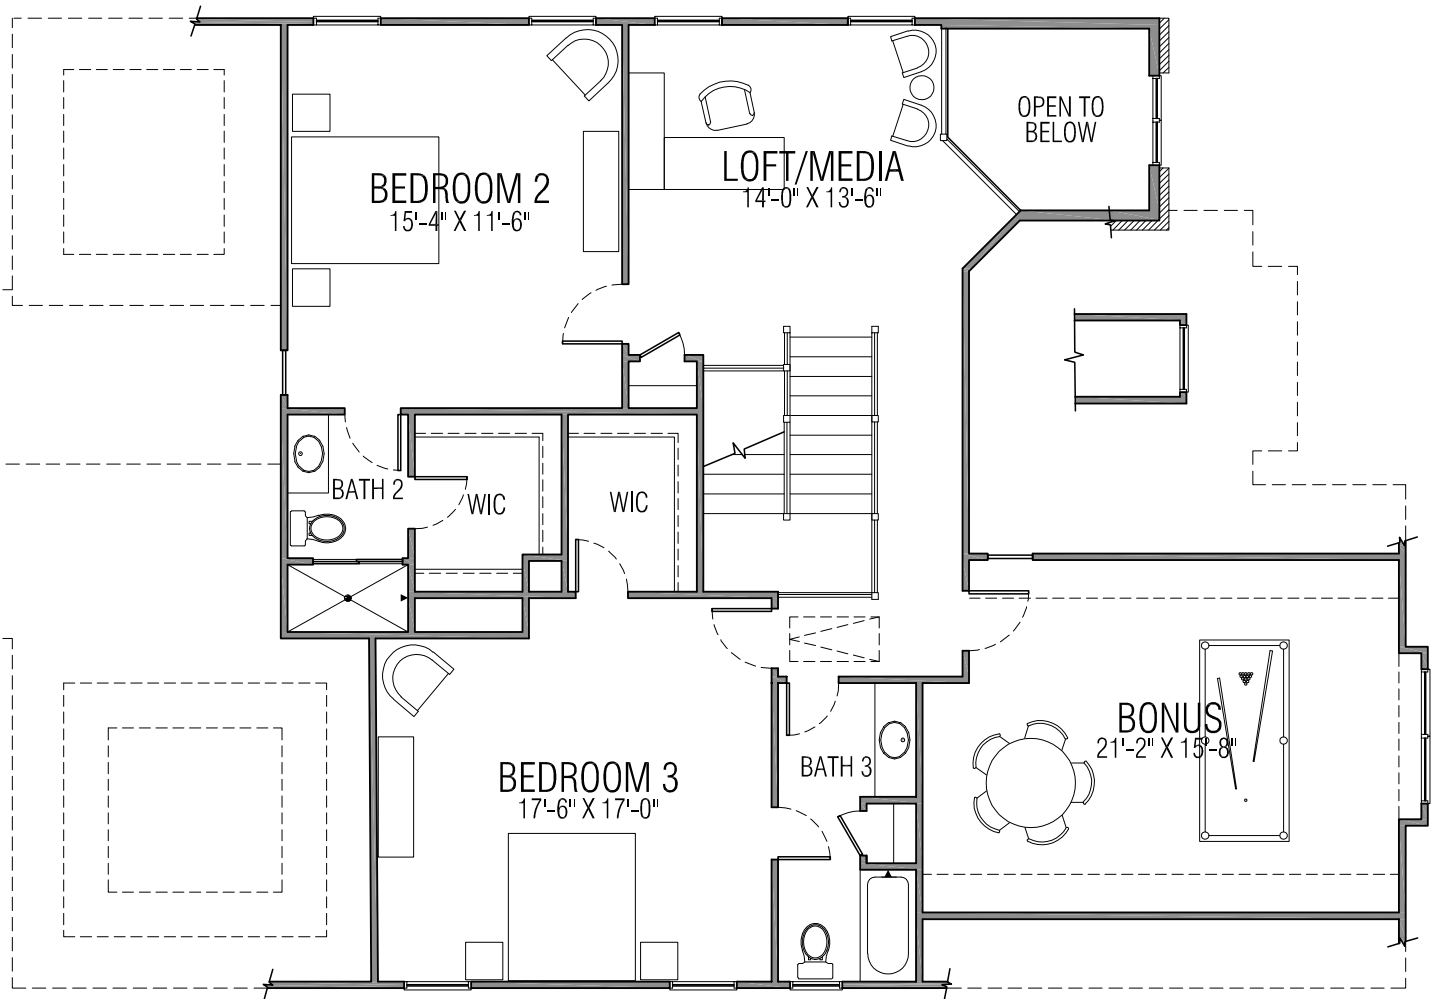 OPEN TO
BELOW
LOFT/MEDIA
14'-0" X 13'-6"
BEDROOM 2
15'-4" X 11'-6"
BATH 2
WIC
WIC
BONUS
21'-2" X 15'-8"
BEDROOM 3
17'-6" X 17'-0"
BATH 3